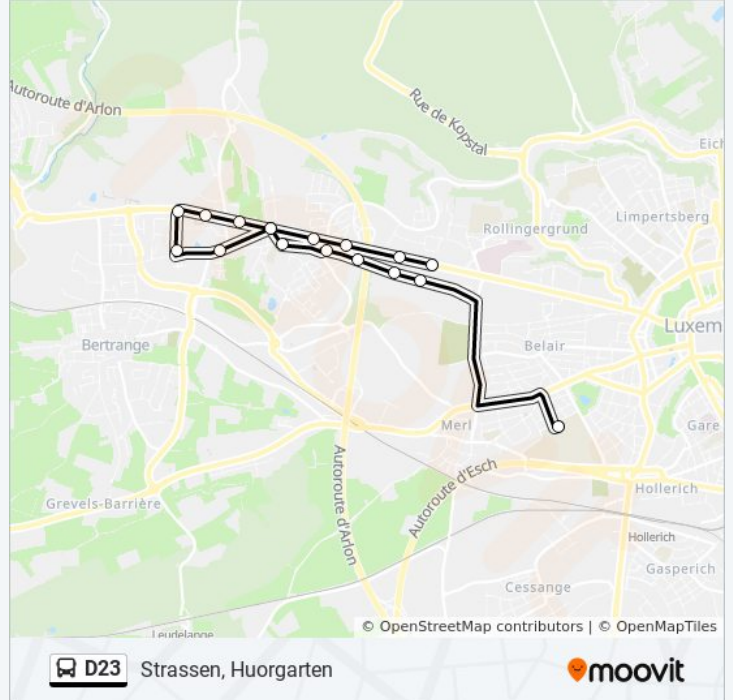 Autoroute d'Arlon
Rue de Kopstal
Eich
Limpertsberg
Rollingergrund
Luxem
Bertrange
Belair
Merl
Gare
Autoroute d'Arlon
Autoroute d'Esch
Grevels-Barrière
Hollerich
Hollerich
Gasperich
Cessange
Leudelange
© OpenStreetMap contributors | © OpenMapTiles
D23 Strassen, Huorgarten
moovit